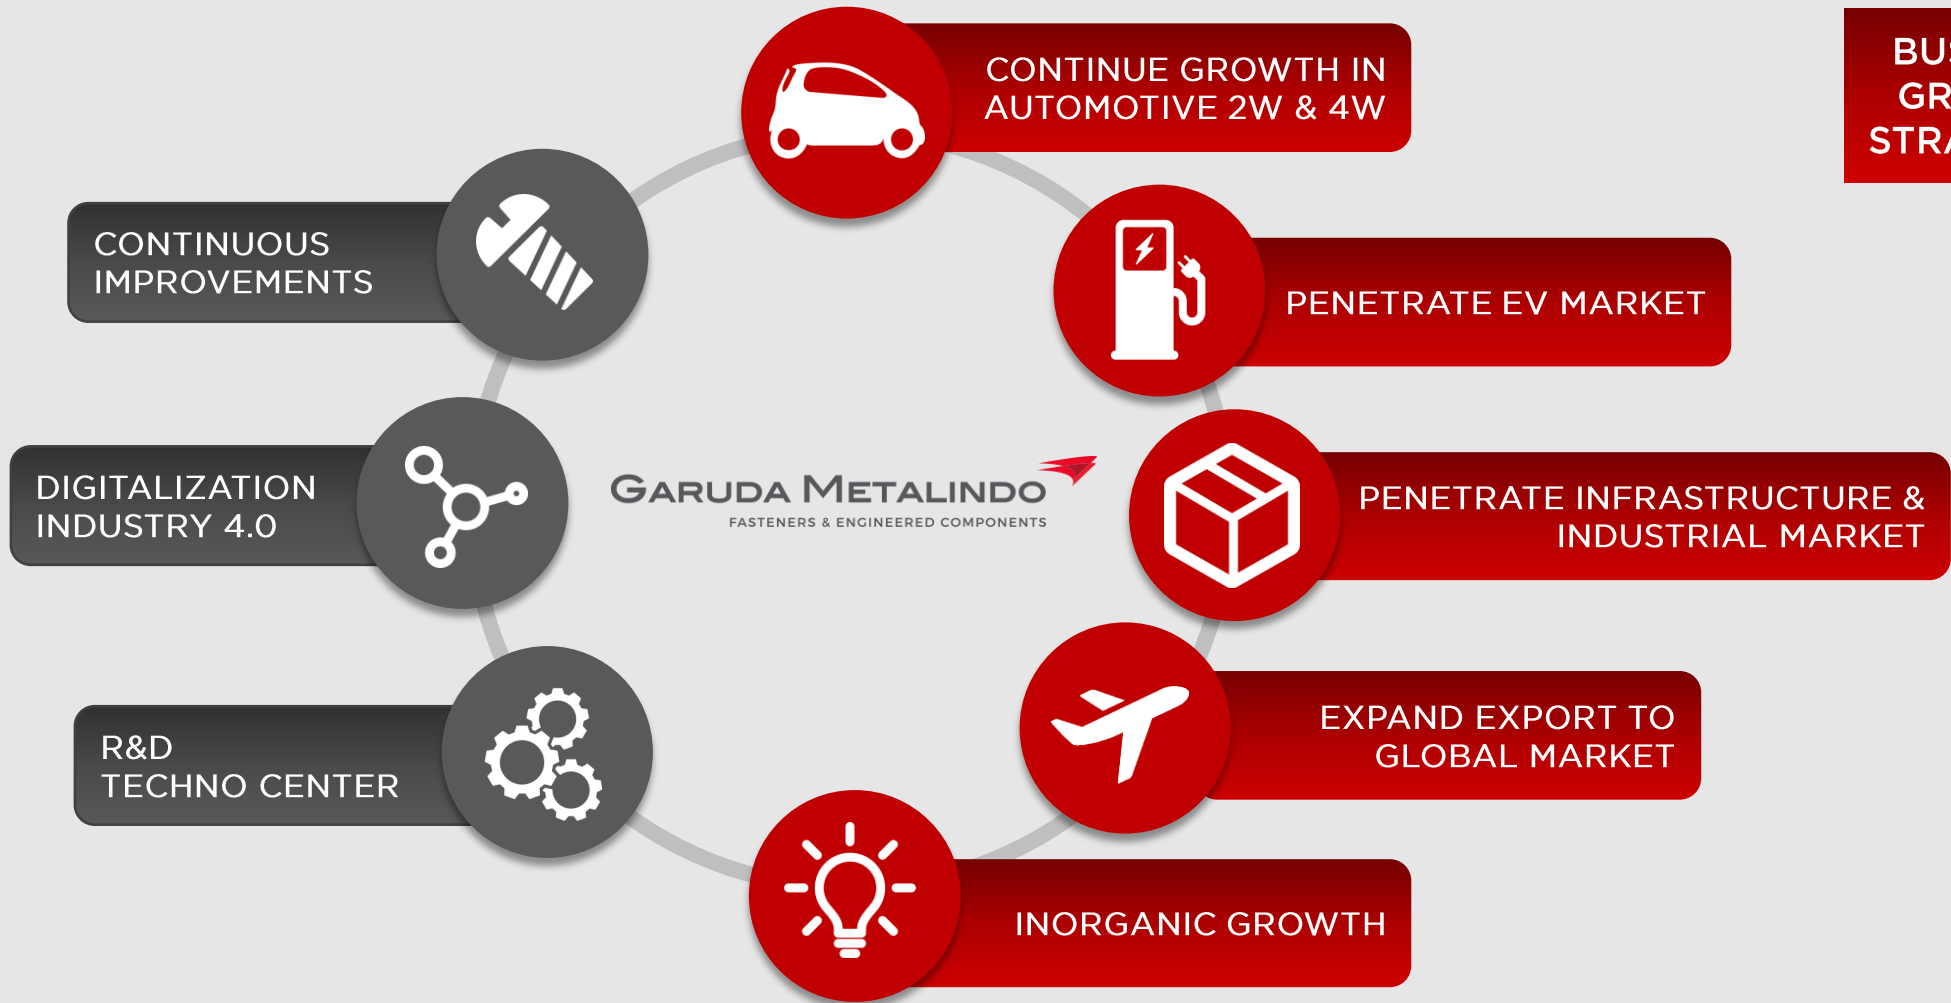 CONTINUE GROWTH IN
AUTOMOTIVE 2W & 4W
PENETRATE EV MARKET
PENETRATE INFRASTRUCTURE &
INDUSTRIAL MARKET
EXPAND EXPORT TO
GLOBAL MARKET
INORGANIC GROWTH
CONTINUOUS
IMPROVEMENTS
DIGITALIZATION
INDUSTRY 4.0
R&D
TECHNO CENTER
GARUDA METALINDO
FASTENERS & ENGINEERED COMPONENTS